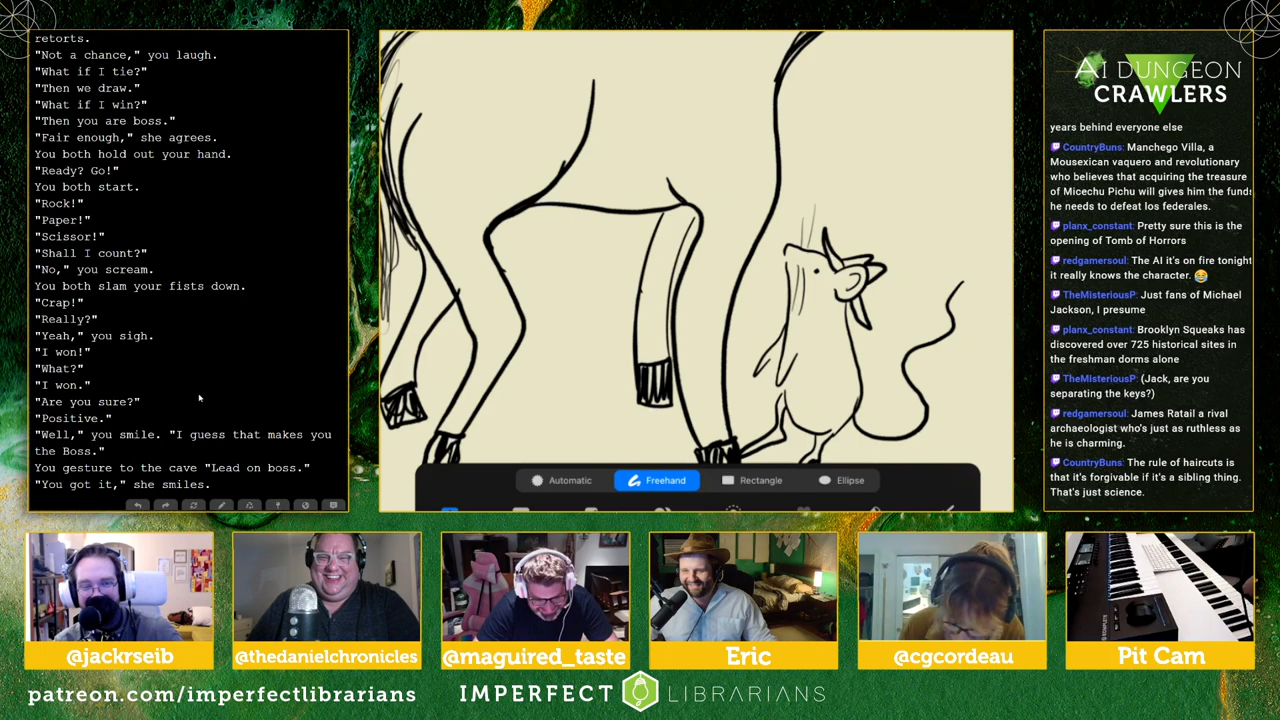 retorts.
"Not a chance," you laugh.
"What if I tie?"
"Then we draw."
"What if I win?"
"Then you are boss."
"Fair enough," she agrees.
You both hold out your hand.
"Ready? Go!"
You both start.
"Rock!"
"Paper!"
"Scissor!"
"Shall I count?"
"No," you scream.
You both slam your fists down.
"Crap!"
"Really?"
"Yeah," you sigh.
"I won!"
"What?"
"I won."
"Are you sure?"
"Positive."
"Well," you smile. "I guess that makes you
the Boss."
You gesture to the cave "Lead on boss."
"You got it," she smiles.
Automatic
Freehand
Rectangle
Ellipse
AI DUNGEON
CRAWLERS
years behind everyone else
CountryBuns: Manchego Villa, a
Mousexican vaquero and revolutionary
who believes that acquiring the treasure
of Micechu Pichu will gives him the funds
he needs to defeat los federales.
planx_constant: Pretty sure this is the
opening of Tomb of Horrors
redgamersoul: The AI it's on fire tonight
it really knows the character. 😂
TheMisteriousP: Just fans of Michael
Jackson, I presume
planx_constant: Brooklyn Squeaks has
discovered over 725 historical sites in
the freshman dorms alone
TheMisteriousP: (Jack, are you
separating the keys?)
redgamersoul: James Ratail a rival
archaeologist who's just as ruthless as
he is charming.
CountryBuns: The rule of haircuts is
that it's forgivable if it's a sibling thing.
That's just science.
@jackrseib
@thedanielchronicles
@maguired_taste
Eric
@cgcordeau
Pit Cam
patreon.com/imperfectlibrarians
IMPERFECT LIBRARIANS